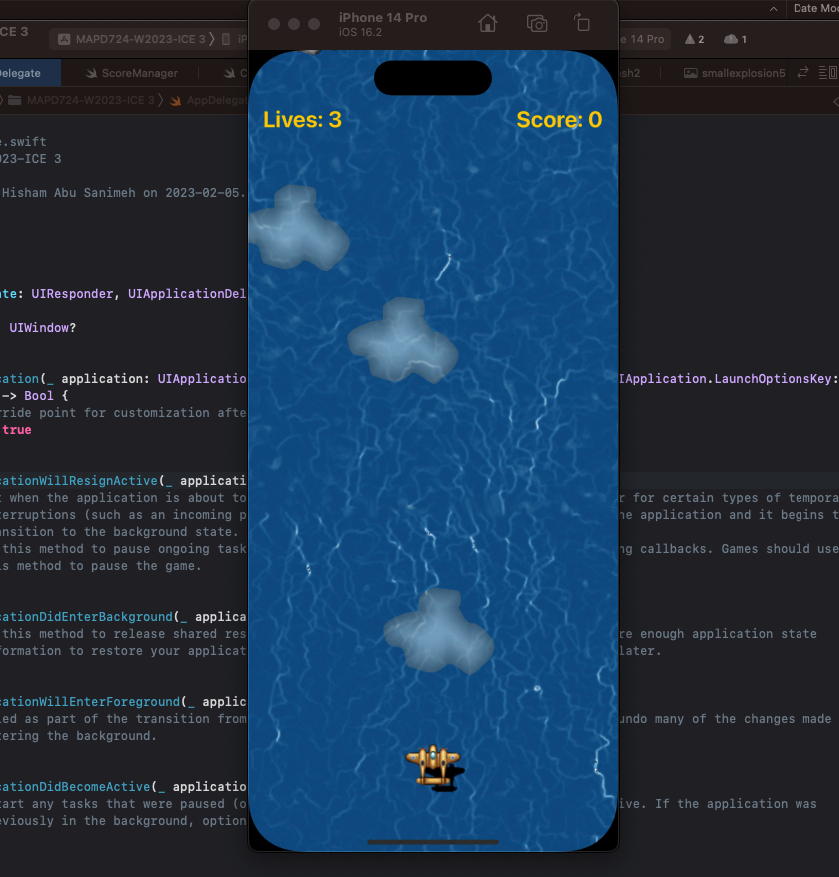 CE 3
MAPD724-W2023-ICE 3
iP
iPhone 14 Pro
iOS 16.2
e 14 Pro
2
1
Date Mo
elegate
ScoreManager
C
sh2
smallexplosion5
MAPD724-W2023-ICE 3
AppDelegat
Lives: 3
Score: 0
e.swift
023-ICE 3
Hisham Abu Sanimeh on 2023-02-05.
ate: UIResponder, UIApplicationDel
UIWindow?
cation(_ application: UIApplicatio
IApplication.LaunchOptionsKey:
-> Bool {
rride point for customization afte
true
cationWillResignActive(_ applicati
t when the application is about to
r for certain types of tempora
terruptions (such as an incoming p
he application and it begins t
ansition to the background state.
this method to pause ongoing task
ng callbacks. Games should use
is method to pause the game.
cationDidEnterBackground(_ applica
this method to release shared res
re enough application state
formation to restore your applicat
later.
cationWillEnterForeground(_ applic
led as part of the transition from
undo many of the changes made
tering the background.
cationDidBecomeActive(_ applicatio
tart any tasks that were paused (o
ive. If the application was
eviously in the background, option